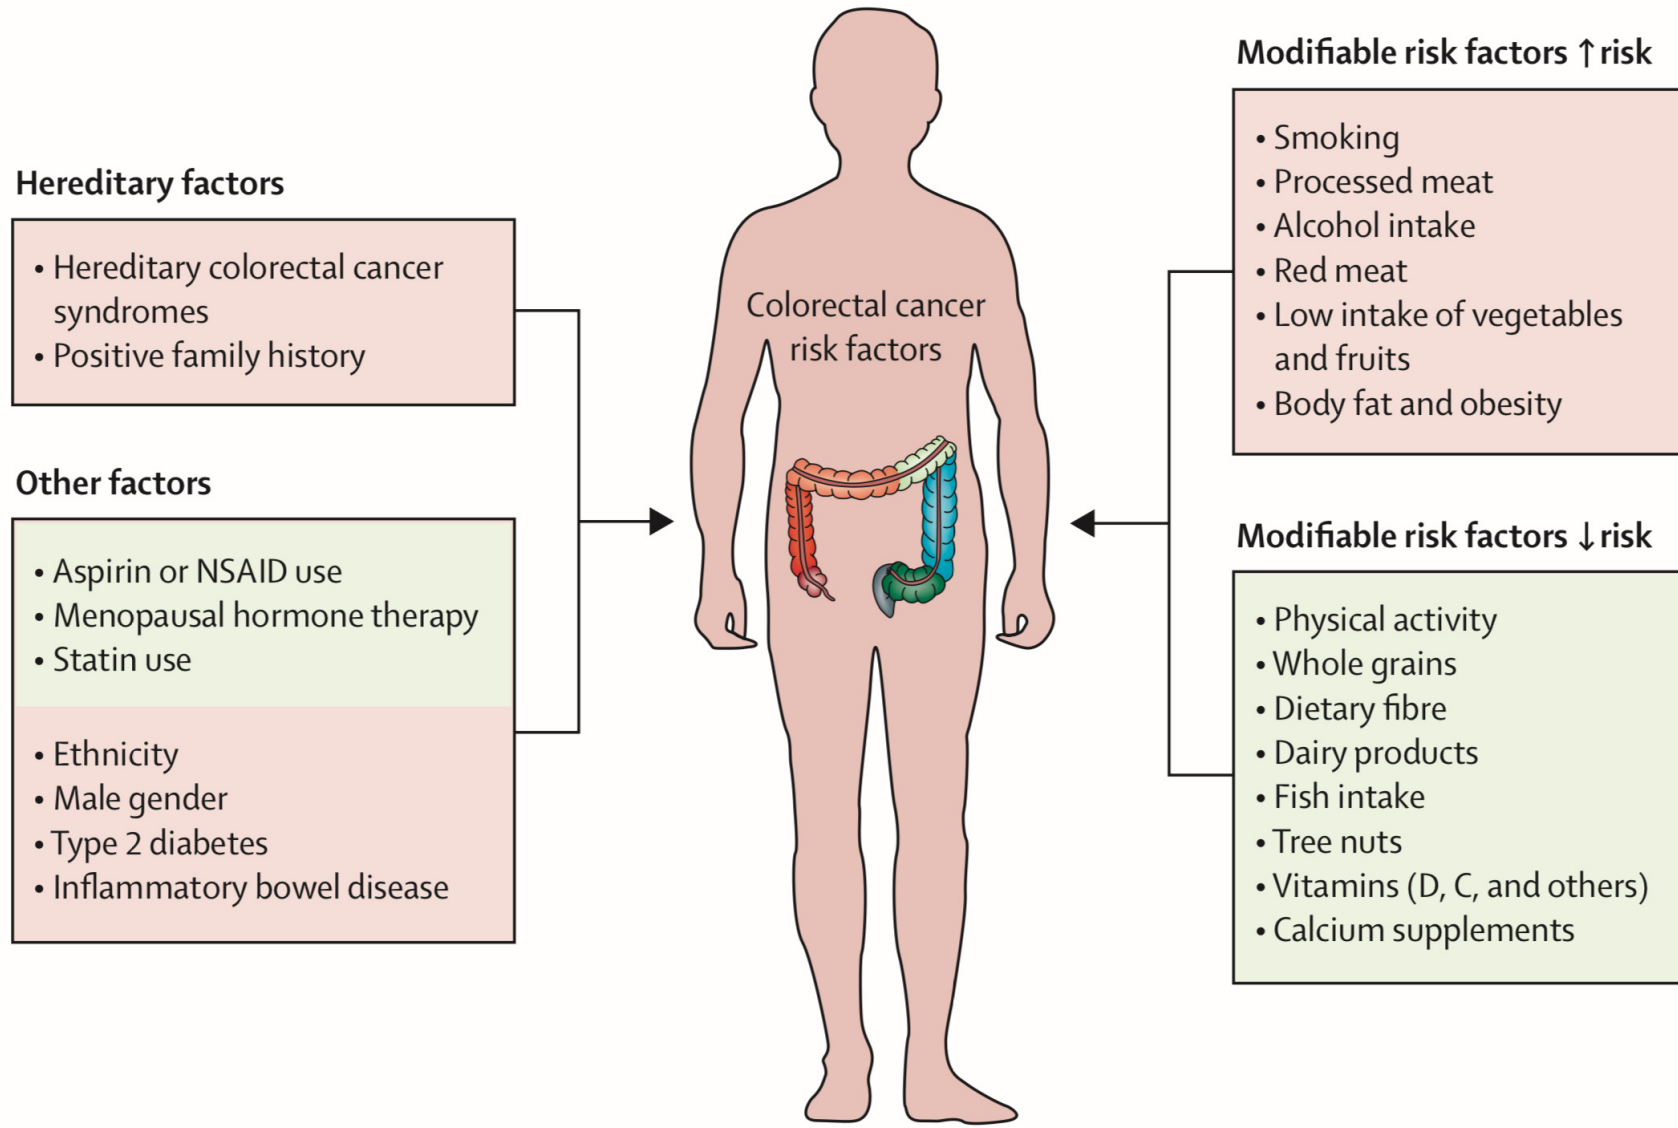 Hereditary factors
• Hereditary colorectal cancer
syndromes
• Positive family history
Other factors
• Aspirin or NSAID use
• Menopausal hormone therapy
• Statin use
• Ethnicity
• Male gender
• Type 2 diabetes
• Inflammatory bowel disease
Colorectal cancer
risk factors
Modifiable risk factors ↑risk
• Smoking
• Processed meat
• Alcohol intake
• Red meat
• Low intake of vegetables
and fruits
• Body fat and obesity
Modifiable risk factors ↓risk
• Physical activity
• Whole grains
• Dietary fibre
• Dairy products
• Fish intake
• Tree nuts
• Vitamins (D, C, and others)
• Calcium supplements